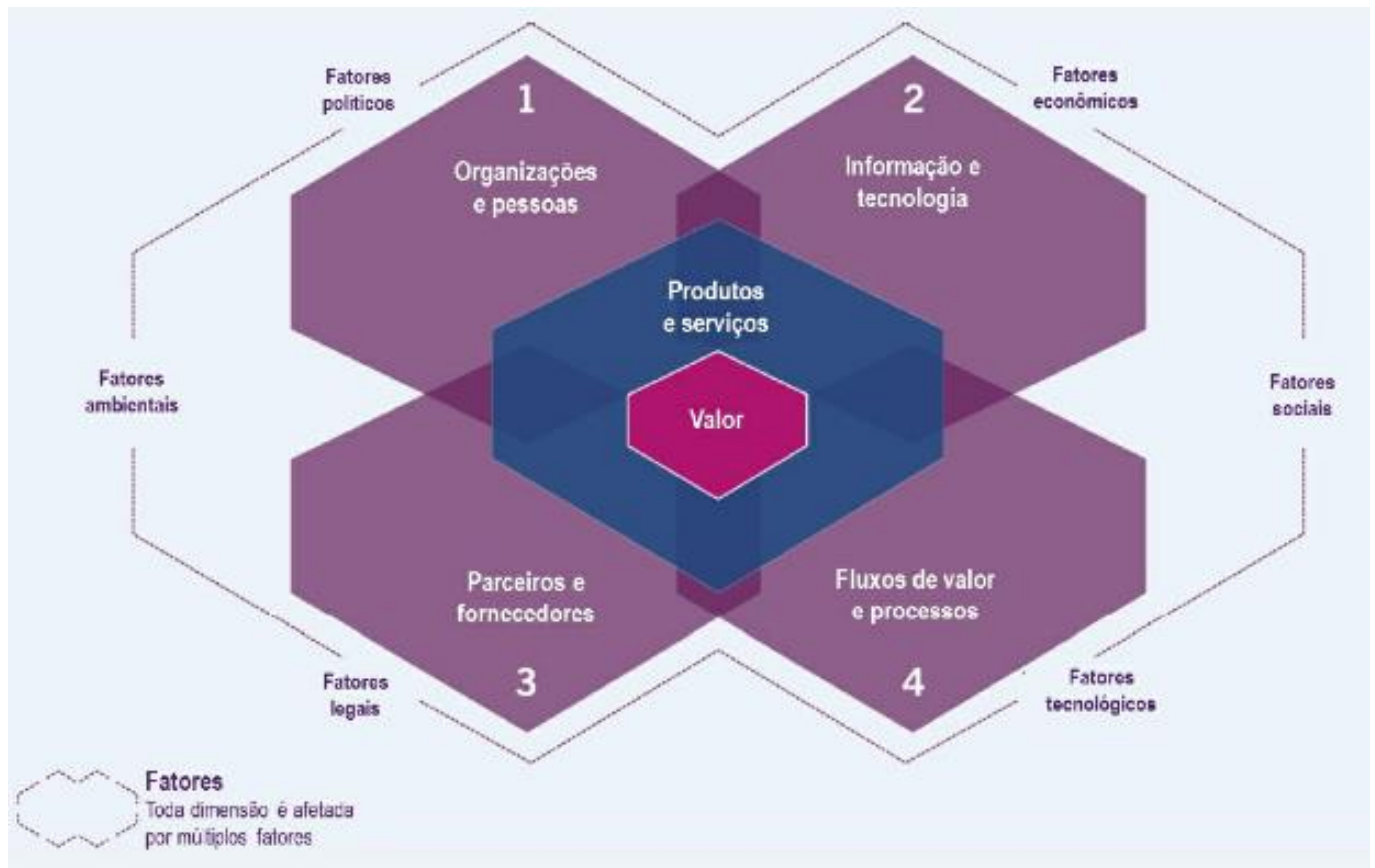 Fatores
políticos
1
Organizações
e pessoas
2
Informação e
tecnologia
Fatores
econômicos
Produtos
e serviços
Valor
Fatores
ambientais
Fatores
sociais
Parceiros e
fornecedores
3
Fluxos de valor
e processos
4
Fatores
legais
Fatores
tecnológicos
Fatores
Toda dimensão é afetada
por múltiplos fatores